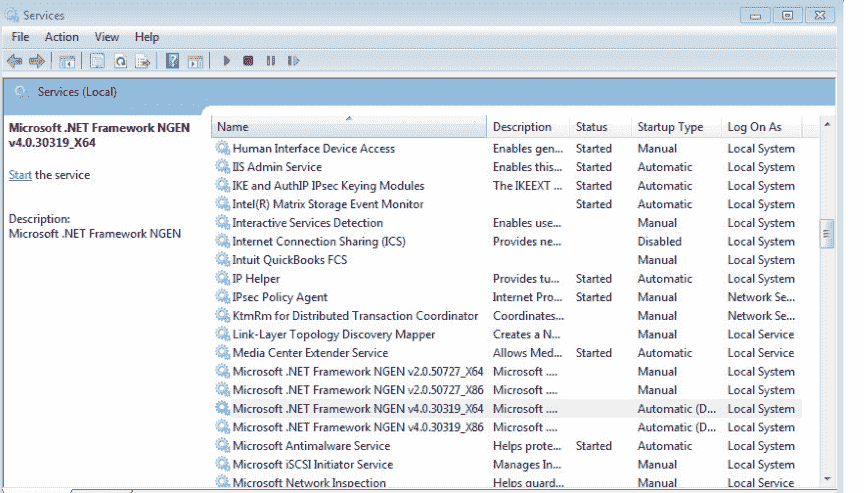 Services
File Action View Help
Services (Local)
Microsoft .NET Framework NGEN v4.0.30319_X64
Start the service
Description:
Microsoft .NET Framework NGEN
Name Description Status Startup Type Log On As
Human Interface Device Access Enables gen... Started Manual Local System
IIS Admin Service Enables this... Started Automatic Local System
IKE and AuthIP IPsec Keying Modules The IKEEXT ... Started Automatic Local System
Intel(R) Matrix Storage Event Monitor Started Automatic Local System
Interactive Services Detection Enables use... Manual Local System
Internet Connection Sharing (ICS) Provides ne... Disabled Local System
Intuit QuickBooks FCS Manual Local System
IP Helper Provides tu... Started Automatic Local System
IPsec Policy Agent Internet Pro... Started Manual Network Se...
KtmRm for Distributed Transaction Coordinator Coordinates... Manual Network Se...
Link-Layer Topology Discovery Mapper Creates a N... Manual Local Service
Media Center Extender Service Allows Med... Started Automatic Local Service
Microsoft .NET Framework NGEN v2.0.50727_X64 Microsoft .... Manual Local System
Microsoft .NET Framework NGEN v2.0.50727_X86 Microsoft .... Manual Local System
Microsoft .NET Framework NGEN v4.0.30319_X64 Microsoft .... Automatic (D... Local System
Microsoft .NET Framework NGEN v4.0.30319_X86 Microsoft .... Automatic (D... Local System
Microsoft Antimalware Service Helps prote... Started Automatic Local System
Microsoft iSCSI Initiator Service Manages In... Manual Local System
Microsoft Network Inspection Helps guard... Manual Local Service